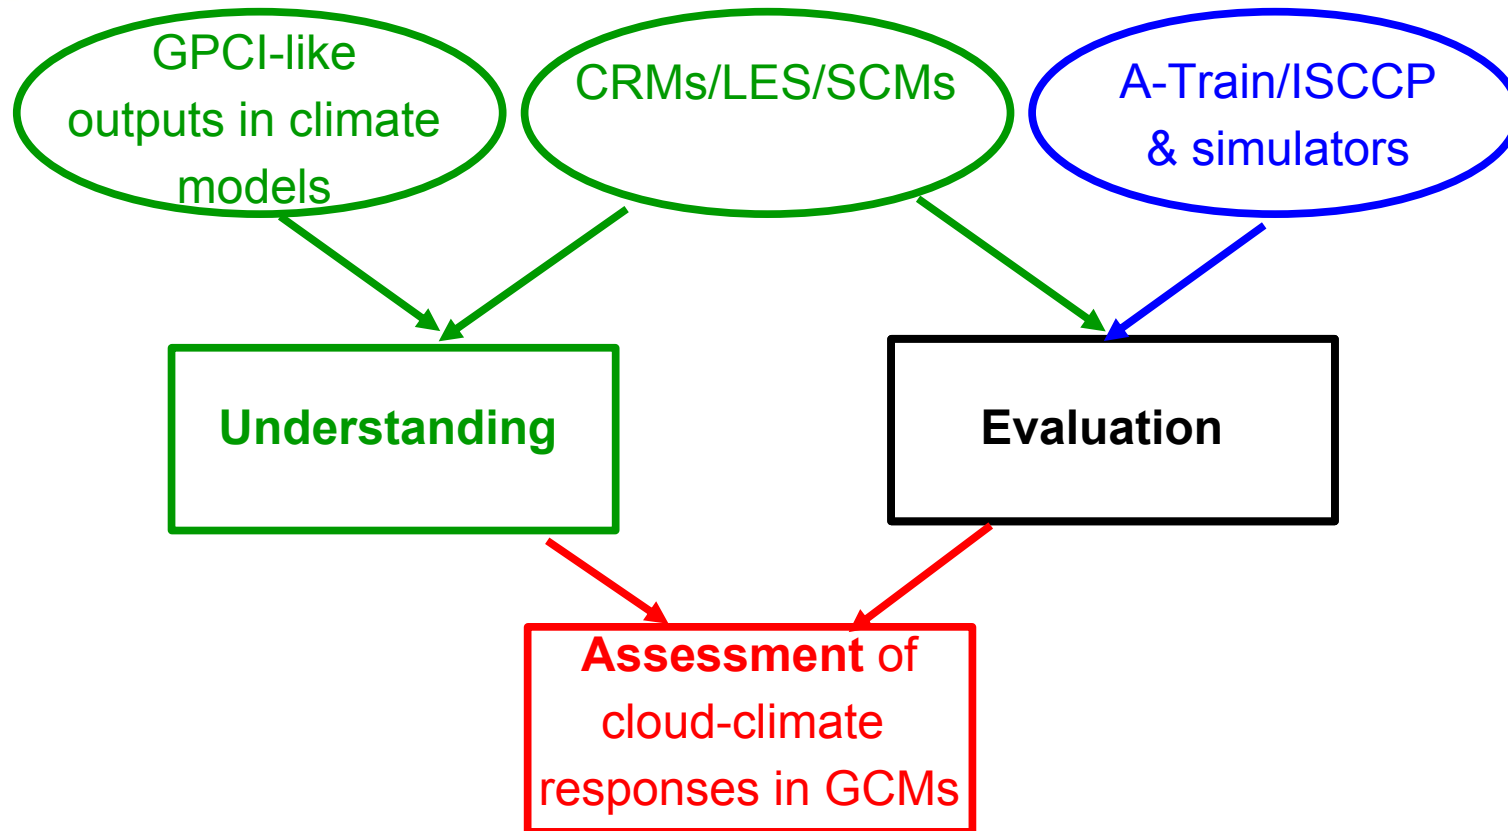 GPCI-like
outputs in climate
models
CRMs/LES/SCMs
A-Train/ISCCP
& simulators
Understanding
Evaluation
Assessment of
cloud-climate
responses in GCMs